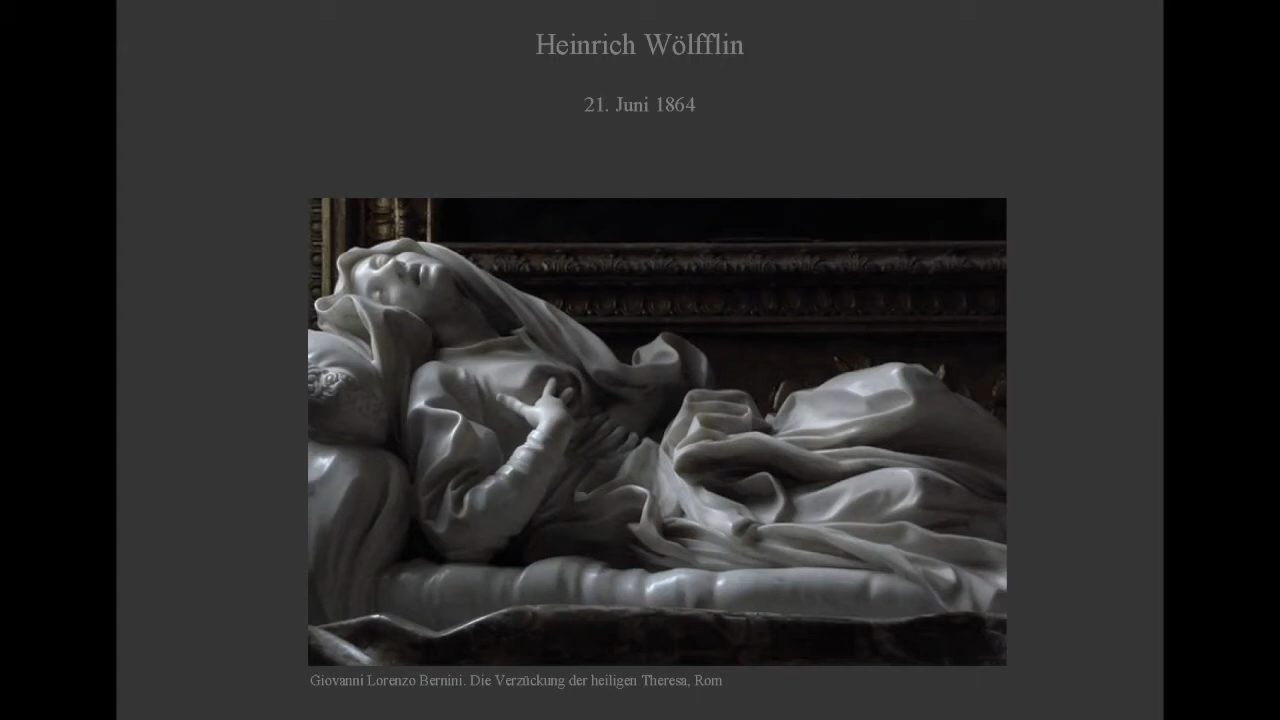 Heinrich Wölfflin
21. Juni 1864
Giovanni Lorenzo Bernini. Die Verzückung der heiligen Theresa, Rom